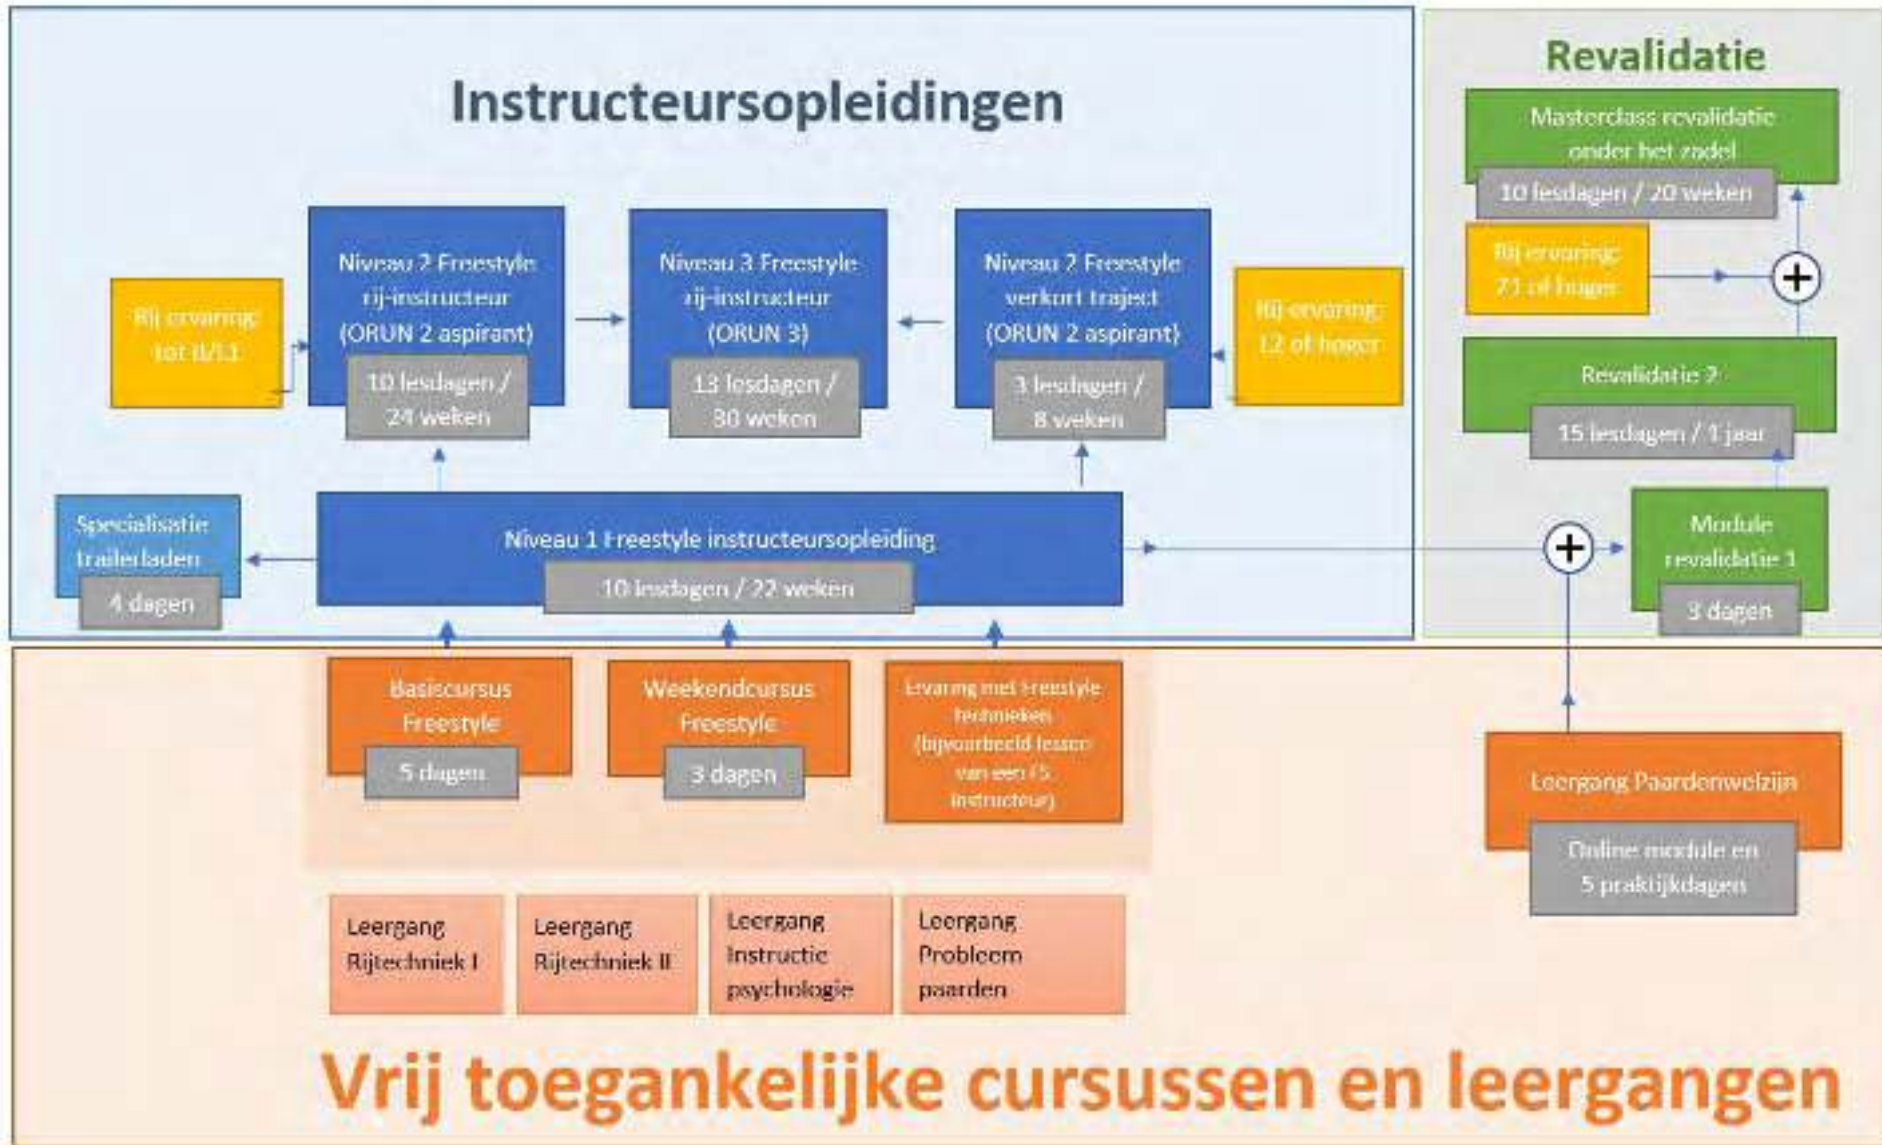 Instructeursopleidingen
Niveau 2 Freestyle
rij-instructeur
(ORUN 2 aspirant)
10 lesdagen /
24 weken
Niveau 3 Freestyle
rij-instructeur
(ORUN 3)
13 lesdagen /
30 weken
Niveau 2 Freestyle
verkort traject
(ORUN 2 aspirant)
3 lesdagen /
8 weken
Rij ervaring:
tot
Rij-ervaring:
L2 of hoger
Specialisatie
trailerladen
4 dagen
Niveau 1 Freestyle instructeursopleiding
10 lesdagen / 22 weken
Revalidatie
Masterclass revalidatie
onder het zadel
10 lesdagen / 20 weken
Rij ervaring:
of hoger
+
Revalidatie 2
15 lesdagen / 1 jaar
+
Module
revalidatie 1
3 dagen
Basiscursus
Freestyle
5 dagen
Weekendcursus
Freestyle
3 dagen
Ervaring met Freestyle
technieken
(bijvoorbeeld lessen
van een FS
instructeur)
Leergang Paardenwelzijn
Online module en
5 praktijkdagen
Leergang
Rijtechniek I
Leergang
Rijtechniek II
Leergang
Instructie
psychologie
Leergang
Probleem
paarden
Vrij toegankelijke cursussen en leergangen